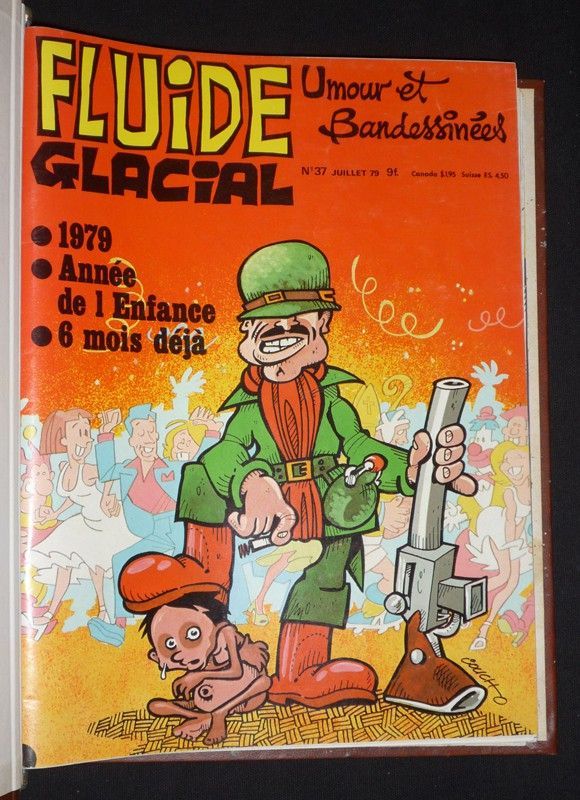 FLUiDE
GLACiAL
Umour et
Bandessinées
N°37 JUILLET 79 9f. Canada $1.95 Suisse F.S. 4.50
● 1979
● Année
de l Enfance
● 6 mois déjà
COUCHO